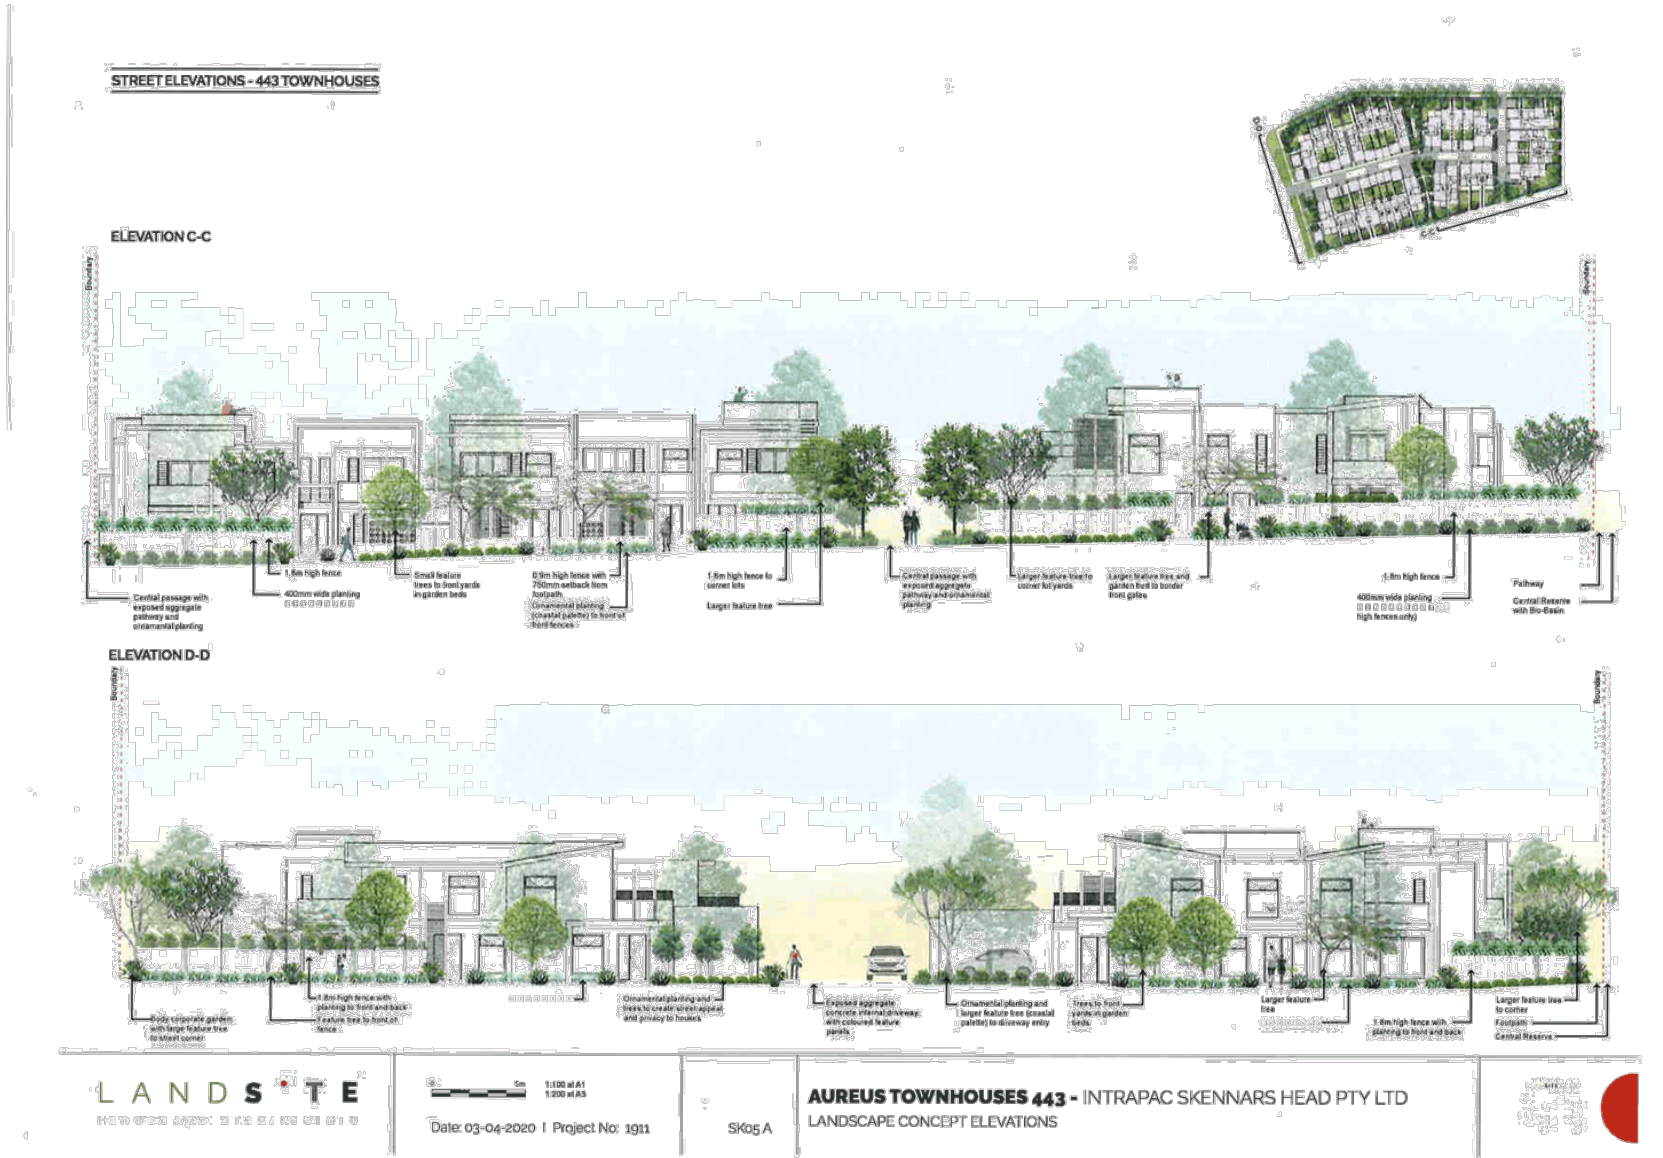 STREET ELEVATIONS - 443 TOWNHOUSES
ELEVATION C-C
Boundary
Boundary
Central passage with
exposed aggregate
pathway and
ornamental planting
1.8m high fence
400mm wide planting
Small feature
trees to front yards
in garden beds
0.9m high fence with
750mm setback from
footpath
Ornamental planting
(coastal palette) to front of
front fences
1.8m high fence to
corner lots
Larger feature tree
Central passage with
exposed aggregate
pathway and ornamental
planting
Larger feature tree to
corner lot yards
Larger feature tree and
garden bed to border
front gates
1.8m high fence
400mm wide planting
high fences only)
Pathway
Central Reserve
with Bio-Basin
ELEVATION D-D
Boundary
Boundary
Body corporate garden
with large feature tree
to street corner
1.8m high fence with
planting to front and back
Feature tree to front of
fence
Ornamental planting and
trees to create street appeal
and privacy to houses
Exposed aggregate
concrete internal driveway
with coloured feature
panels
Ornamental planting and
larger feature tree (coastal
palette) to driveway entry
Trees to front
yards in garden
beds
Larger feature
tree
1.8m high fence with
planting to front and back
Larger feature tree
to corner
Footpath
Central Reserve
LANDSITE
5m
1:100 at A1
1:200 at A3
Date: 03-04-2020 | Project No: 1911
SK05 A
AUREUS TOWNHOUSES 443 - INTRAPAC SKENNARS HEAD PTY LTD
LANDSCAPE CONCEPT ELEVATIONS